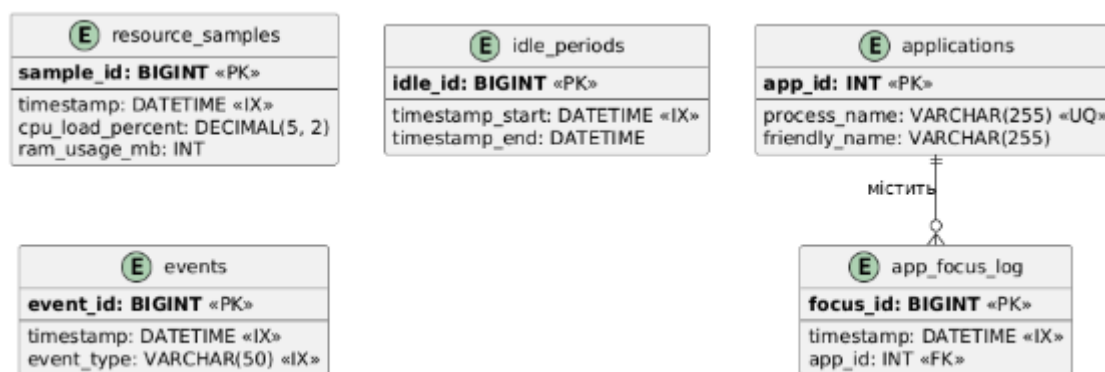 E resource_samples
sample_id: BIGINT «PK»
timestamp: DATETIME «IX»
cpu_load_percent: DECIMAL(5, 2)
ram_usage_mb: INT
E idle_periods
idle_id: BIGINT «PK»
timestamp_start: DATETIME «IX»
timestamp_end: DATETIME
E applications
app_id: INT «PK»
process_name: VARCHAR(255) «UQ»
friendly_name: VARCHAR(255)
містить
E events
event_id: BIGINT «PK»
timestamp: DATETIME «IX»
event_type: VARCHAR(50) «IX»
E app_focus_log
focus_id: BIGINT «PK»
timestamp: DATETIME «IX»
app_id: INT «FK»